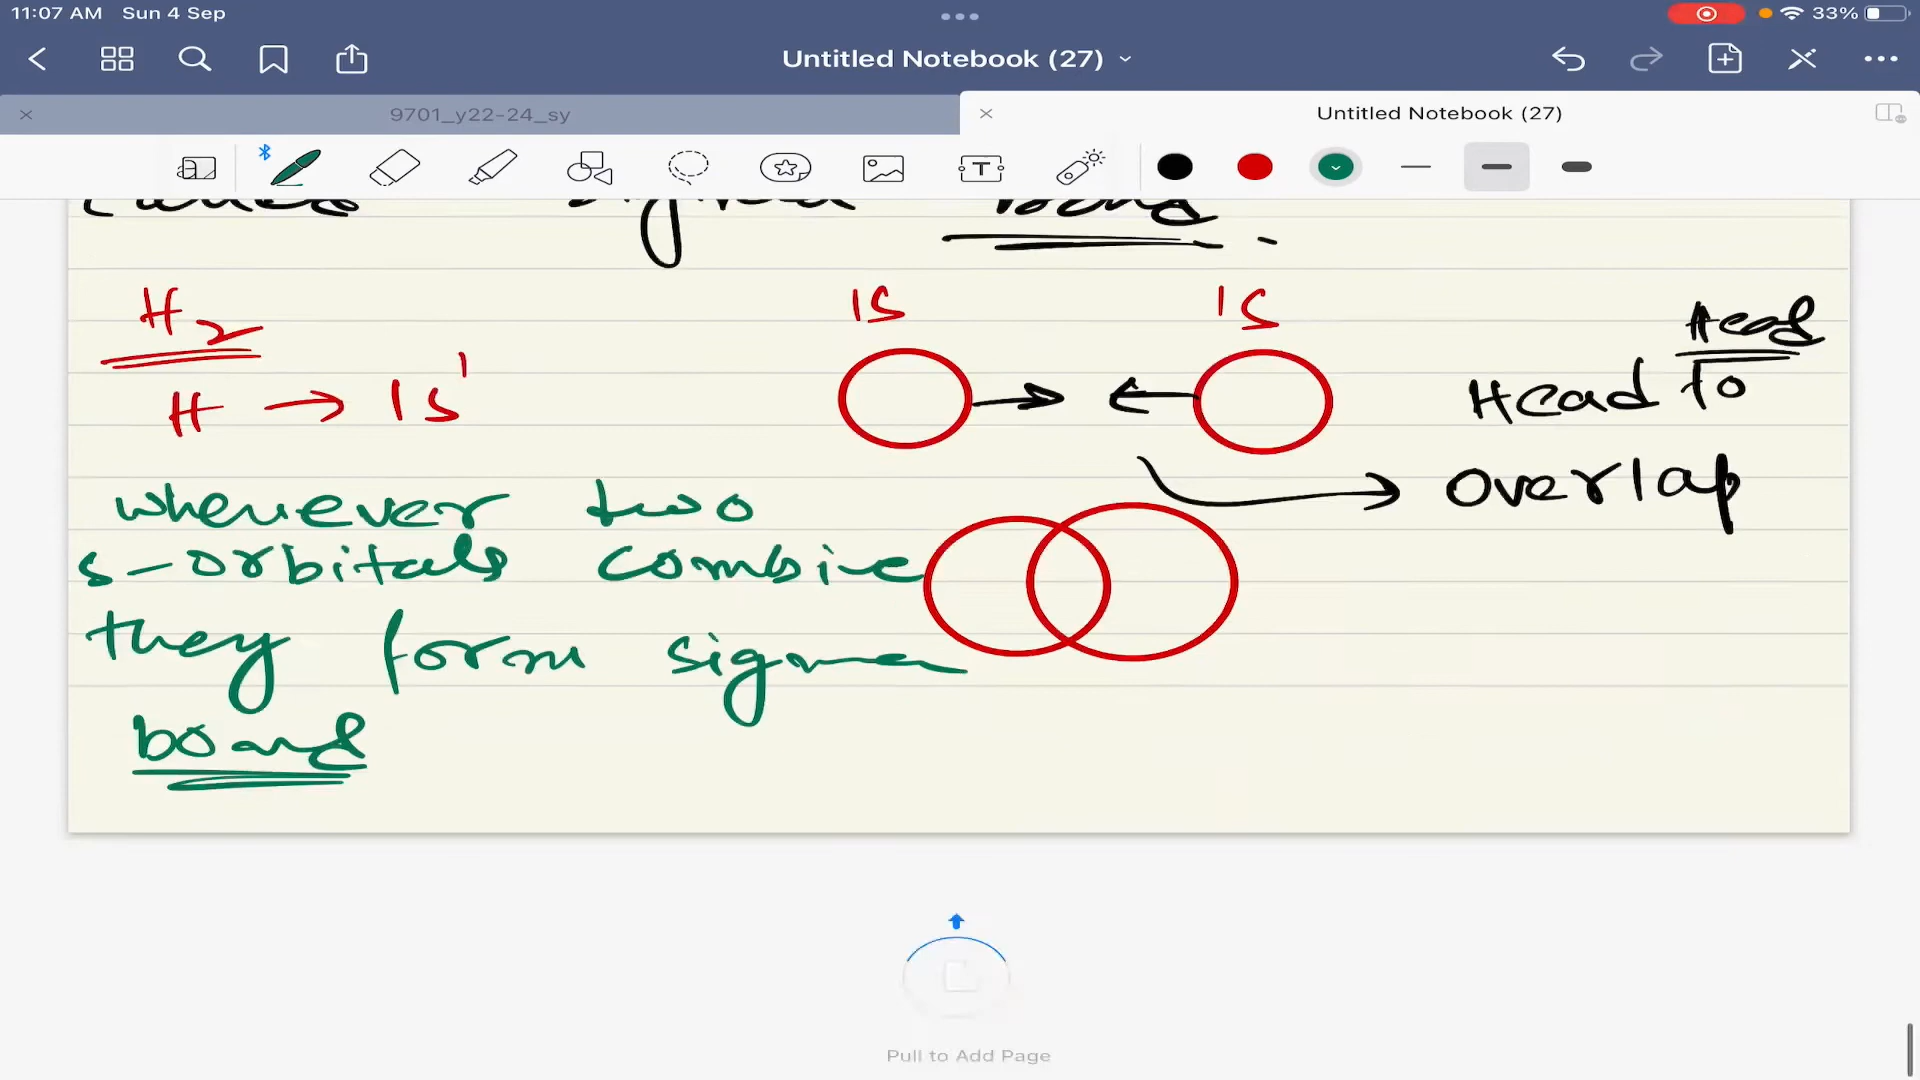 11:07 AM Sun 4 Sep
33%
Untitled Notebook (27)
9701_y22-24_sy
Untitled Notebook (27)
bond
H2
H → 1s¹
1S 1S
Head
Head to
overlap
whenever two
s-orbitals combine
they form sigma
bond
Pull to Add Page